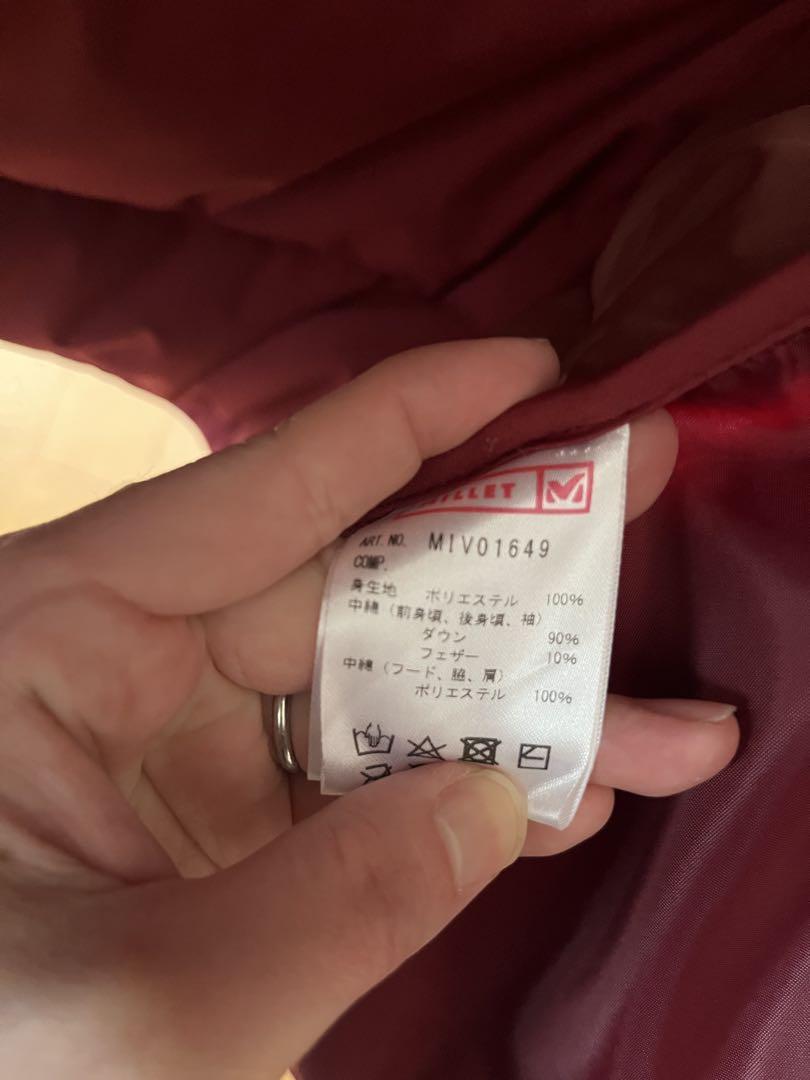 ART.NO. MIV01649
COMP.
身生地 ポリエステル 100%
中綿（前身頃、後身頃、袖）
ダウン 90%
フェザー 10%
中綿（フード、脇、肩）
ポリエステル 100%